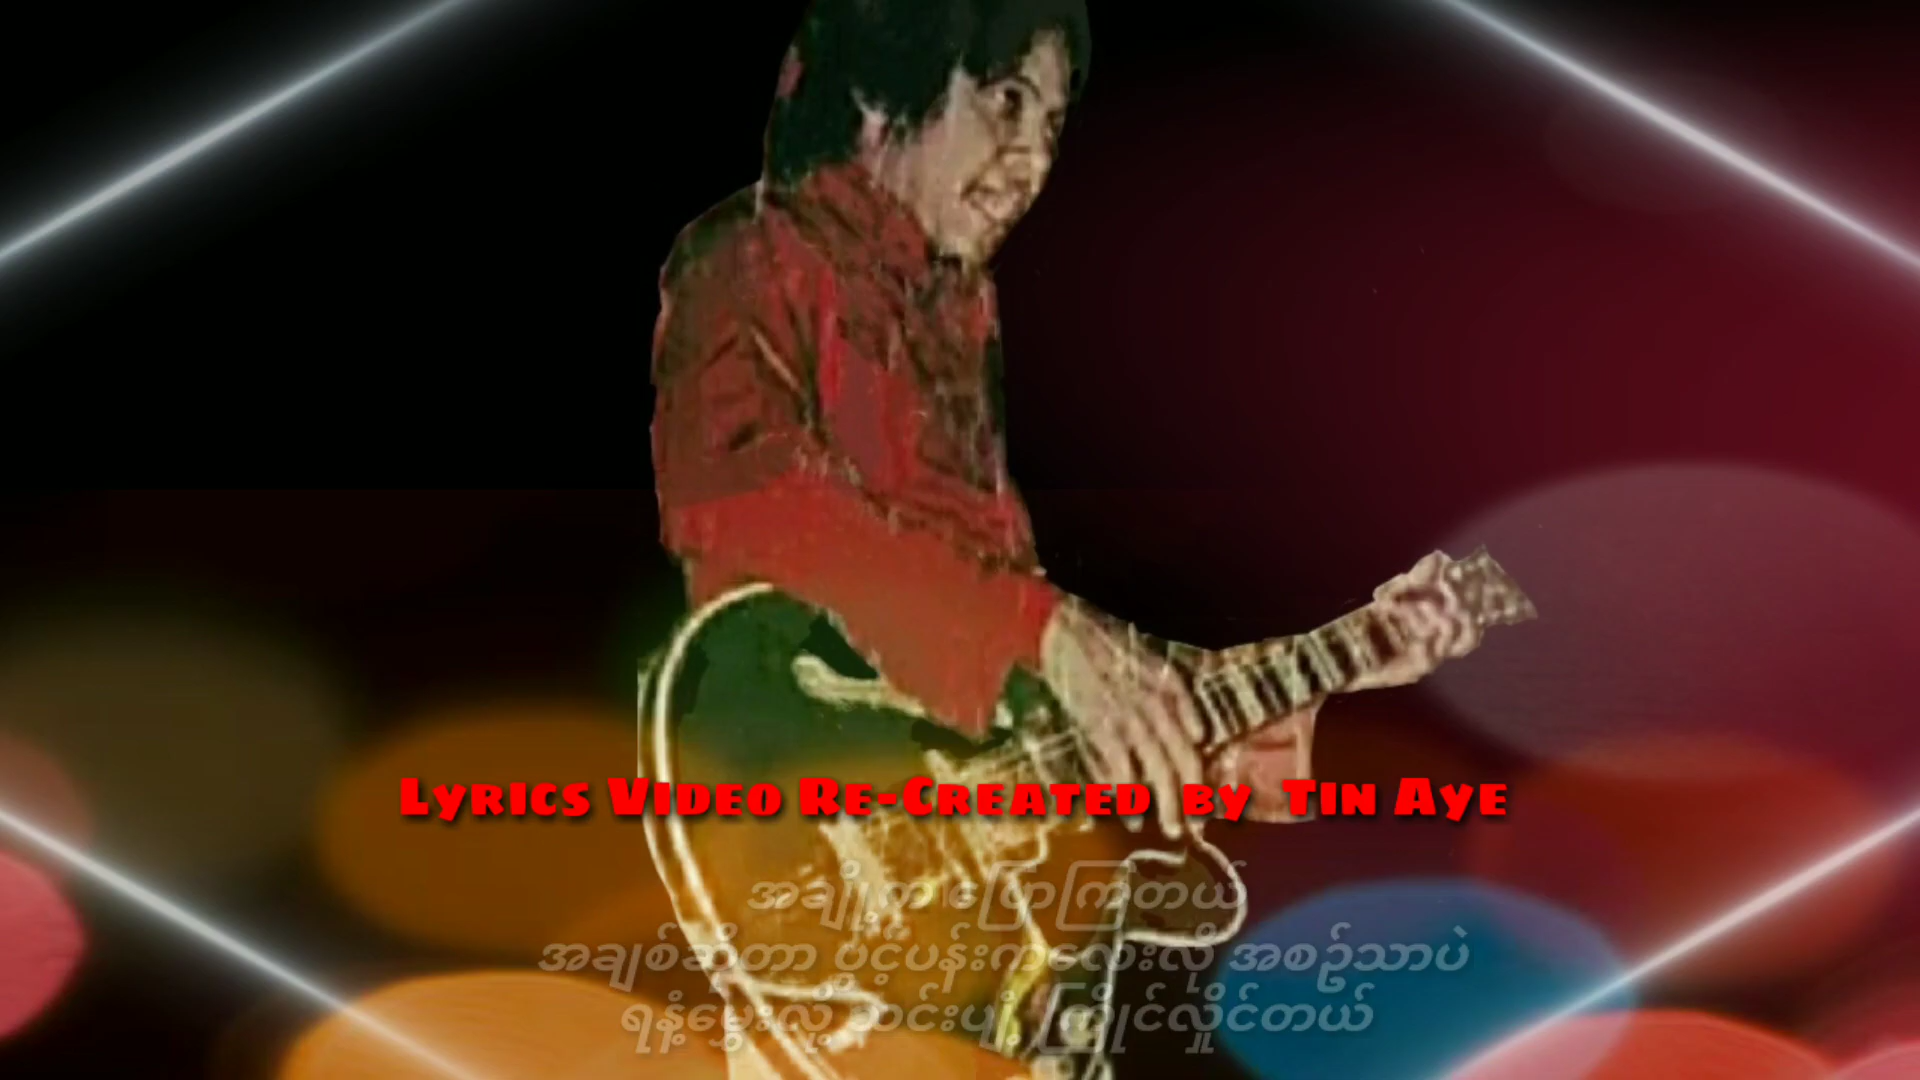 Lyrics Video Re-Created by Tin Aye
အချို့က ပြောကြတယ်
အချစ်ဆိုတာ ပွင့်ပန်းကလေးလို အစဉ်သာပဲ
ရနံ့မွှေးလို့ ဆင်းပျံ့ ကြိုင်လှိုင်တယ်